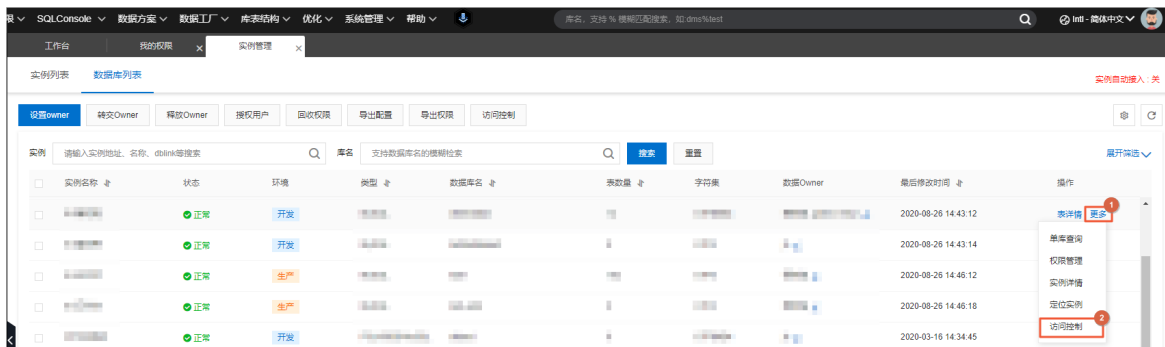 限 SQLConsole 数据方案 数据工厂 库表结构 优化 系统管理 帮助 库名，支持 % 模糊匹配搜索，如:dms%test Intl - 简体中文
工作台 我的权限 × 实例管理 ×
实例列表 数据库列表 实例自动接入 : 关
设置owner 转交Owner 释放Owner 授权用户 回收权限 导出配置 导出权限 访问控制
实例 请输入实例地址、名称、dblink等搜索 库名 支持数据库名的模糊检索 搜索 重置 展开筛选
实例名称 状态 环境 类型 数据库名 表数量 字符集 数据Owner 最后修改时间 操作
正常 开发 2020-08-26 14:43:12 表详情 更多 1
正常 开发 2020-08-26 14:43:14 单库查询
权限管理
正常 生产 2020-08-26 14:46:12 实例详情
正常 生产 2020-08-26 14:46:18 定位实例
正常 开发 2020-03-16 14:34:45 访问控制 2